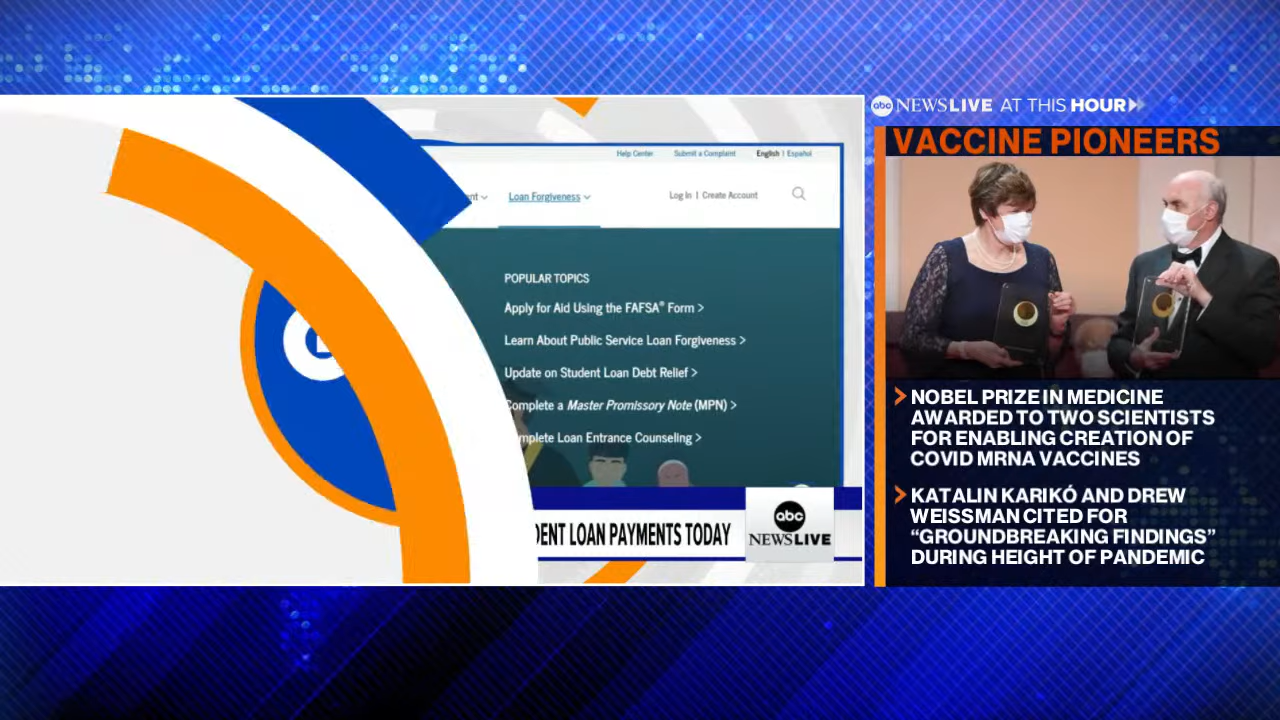 abc NEWS LIVE AT THIS HOUR
VACCINE PIONEERS
Help Center Submit a Complaint English | Español
Loan Forgiveness Log In | Create Account
POPULAR TOPICS
Apply for Aid Using the FAFSA® Form >
Learn About Public Service Loan Forgiveness >
Update on Student Loan Debt Relief >
Complete a Master Promissory Note (MPN) >
mplete Loan Entrance Counseling >
DENT LOAN PAYMENTS TODAY
abc
NEWS LIVE
NOBEL PRIZE IN MEDICINE
AWARDED TO TWO SCIENTISTS
FOR ENABLING CREATION OF
COVID MRNA VACCINES
KATALIN KARIKÓ AND DREW
WEISSMAN CITED FOR
“GROUNDBREAKING FINDINGS”
DURING HEIGHT OF PANDEMIC